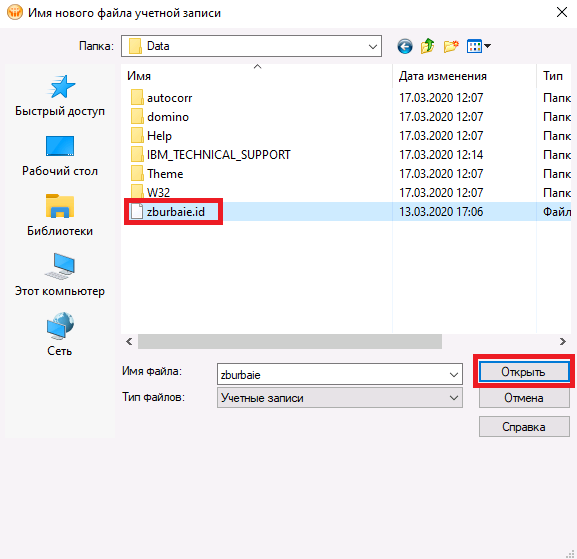 Имя нового файла учетной записи
Папка: Data
Имя Дата изменения Тип
autocorr 17.03.2020 12:07 Папк
domino 17.03.2020 12:07 Папк
Help 17.03.2020 12:07 Папк
IBM_TECHNICAL_SUPPORT 17.03.2020 12:14 Папк
Theme 17.03.2020 12:07 Папк
W32 17.03.2020 12:07 Папк
zburbaie.id 13.03.2020 17:06 Файл
Быстрый доступ
Рабочий стол
Библиотеки
Этот компьютер
Сеть
Имя файла: zburbaie Открыть
Тип файлов: Учетные записи Отмена
Справка